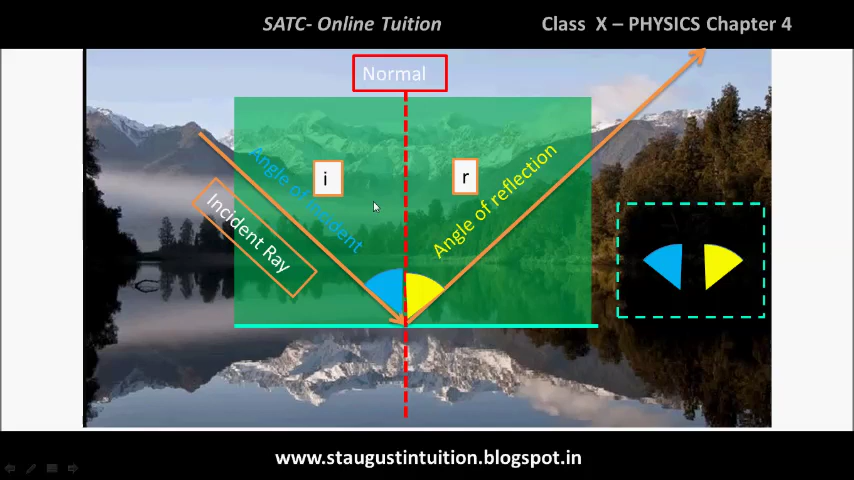 SATC- Online Tuition
Class X – PHYSICS Chapter 4
Normal
i
r
Angle of incident
Angle of reflection
Incident Ray
www.staugustintuition.blogspot.in